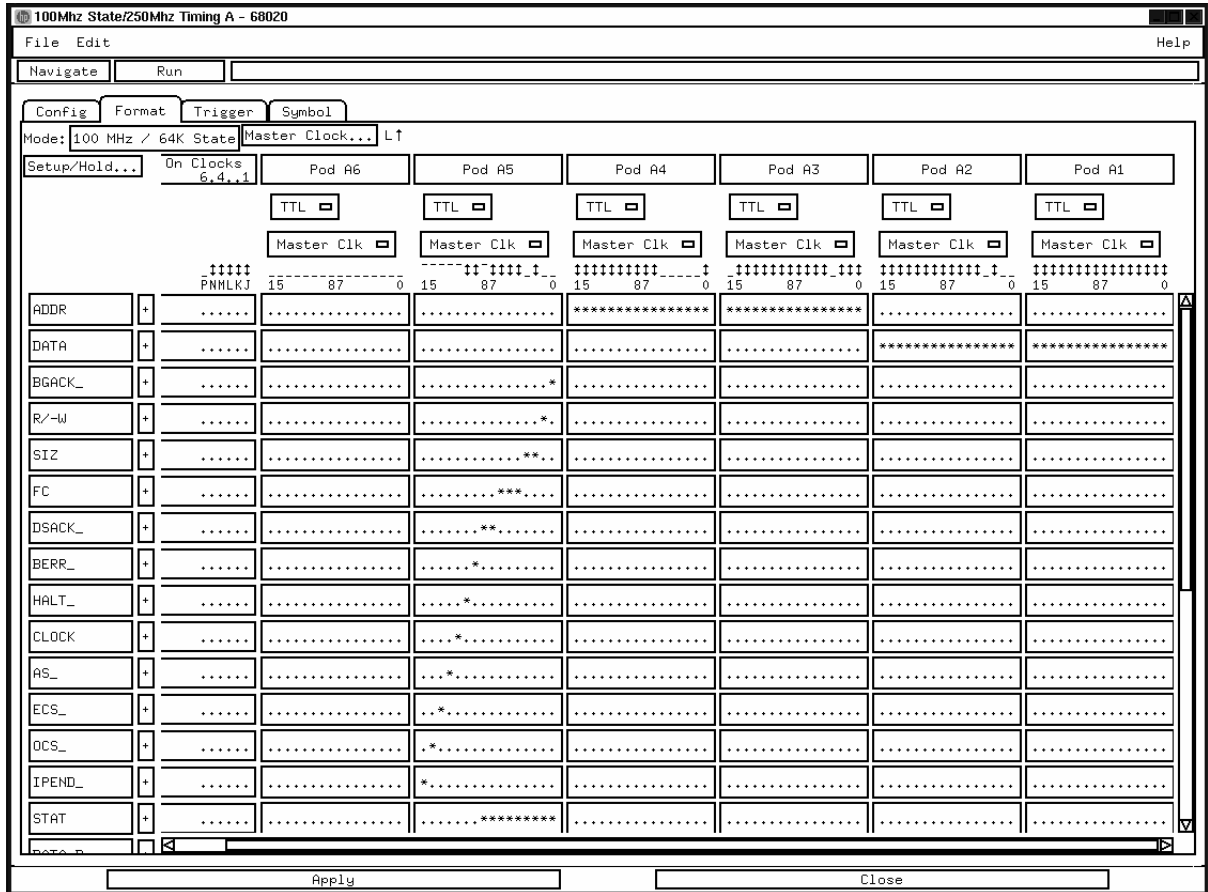 100Mhz State/250Mhz Timing A - 68020
File Edit Help
Navigate Run
Config Format Trigger Symbol
Mode: 100 MHz / 64K State Master Clock... L↑
Setup/Hold... On Clocks Pod A6 Pod A5 Pod A4 Pod A3 Pod A2 Pod A1
6,4..1
TTL TTL TTL TTL TTL TTL
Master Clk Master Clk Master Clk Master Clk Master Clk Master Clk
PNMLKJ 15 87 0 15 87 0 15 87 0 15 87 0 15 87 0 15 87 0
ADDR + ...... ................ ................ **************** **************** ................ ................
DATA + ...... ................ ................ ................ ................ **************** ****************
BGACK_ + ...... ................ ...............* ................ ................ ................ ................
R/-W + ...... ................ ..............*. ................ ................ ................ ................
SIZ + ...... ................ ............**.. ................ ................ ................ ................
FC + ...... ................ .........***.... ................ ................ ................ ................
DSACK_ + ...... ................ .......**....... ................ ................ ................ ................
BERR_ + ...... ................ ......*......... ................ ................ ................ ................
HALT_ + ...... ................ .....*.......... ................ ................ ................ ................
CLOCK + ...... ................ ....*........... ................ ................ ................ ................
AS_ + ...... ................ ...*............ ................ ................ ................ ................
ECS_ + ...... ................ ..*............. ................ ................ ................ ................
OCS_ + ...... ................ .*.............. ................ ................ ................ ................
IPEND_ + ...... ................ *............... ................ ................ ................ ................
STAT + ...... ................ .......********* ................ ................ ................ ................
Apply Close